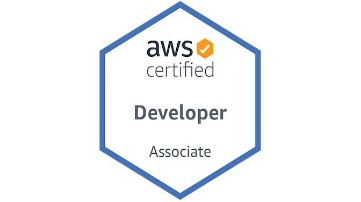 aws
certified
Developer
Associate